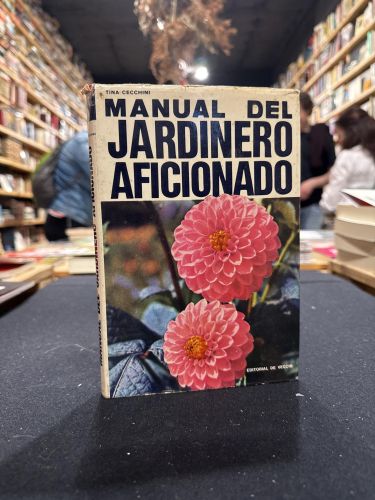 TINA CECCHINI
MANUAL DEL
JARDINERO
AFICIONADO
EDITORIAL DE VECCHI